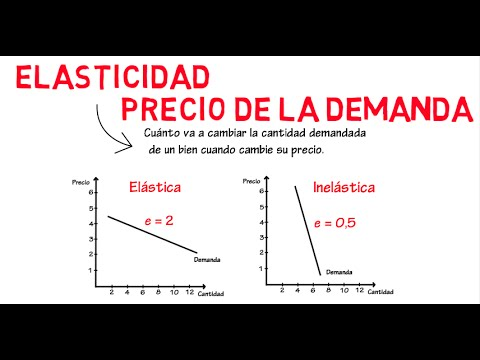 ELASTICIDAD
PRECIO DE LA DEMANDA
Cuánto va a cambiar la cantidad demandada
de un bien cuando cambie su precio.
Precio
Elástica
e = 2
6
5
4
3
2
1
Demanda
2 4 6 8 10 12 Cantidad
Precio
Inelástica
e = 0,5
6
5
4
3
2
1
Demanda
2 4 6 8 10 12 Cantidad